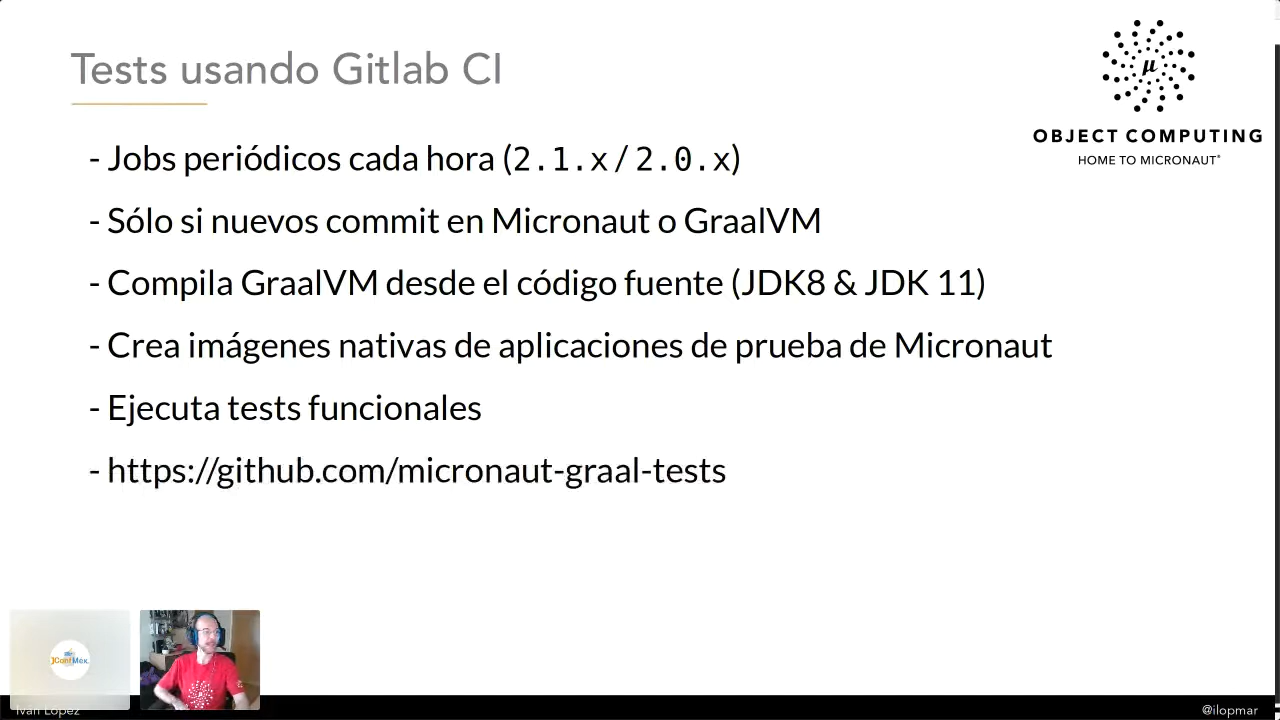 Tests usando Gitlab CI
μ
OBJECT COMPUTING
HOME TO MICRONAUT®
- Jobs periódicos cada hora (2.1.x / 2.0.x)
- Sólo si nuevos commit en Micronaut o GraalVM
- Compila GraalVM desde el código fuente (JDK8 & JDK 11)
- Crea imágenes nativas de aplicaciones de prueba de Micronaut
- Ejecuta tests funcionales
- https://github.com/micronaut-graal-tests
JConfMex
Iván López
@ilopmar